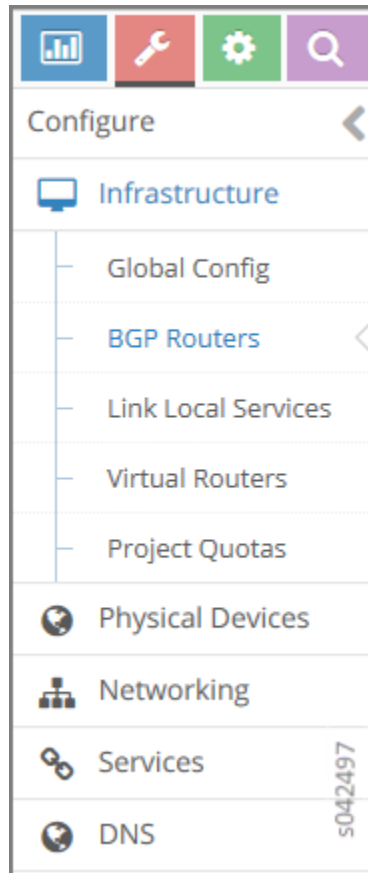 Configure
Infrastructure
Global Config
BGP Routers
Link Local Services
Virtual Routers
Project Quotas
Physical Devices
Networking
Services
DNS
s042497